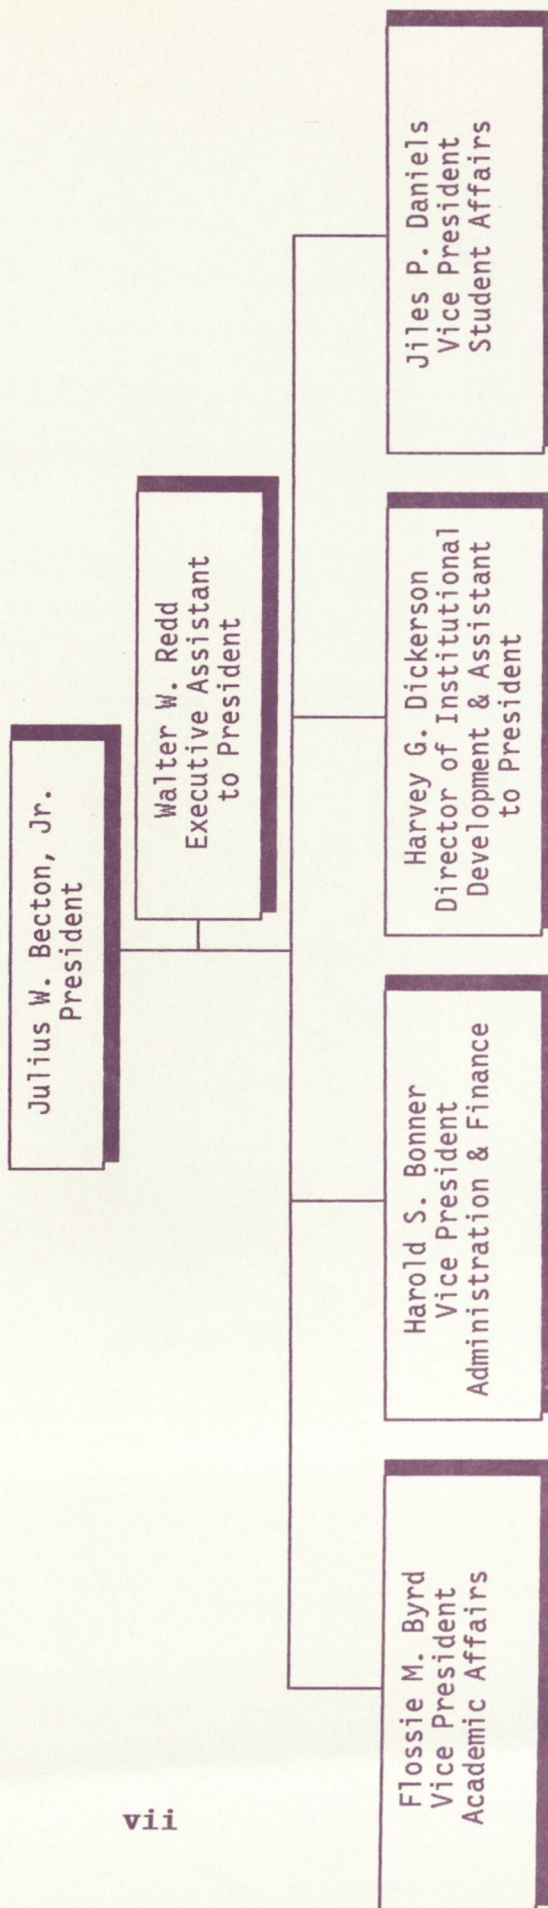 Julius W. Becton, Jr.
President
Walter W. Redd
Executive Assistant
to President
Flossie M. Byrd
Vice President
Academic Affairs
Harold S. Bonner
Vice President
Administration & Finance
Harvey G. Dickerson
Director of Institutional
Development & Assistant
to President
Jiles P. Daniels
Vice President
Student Affairs
vii